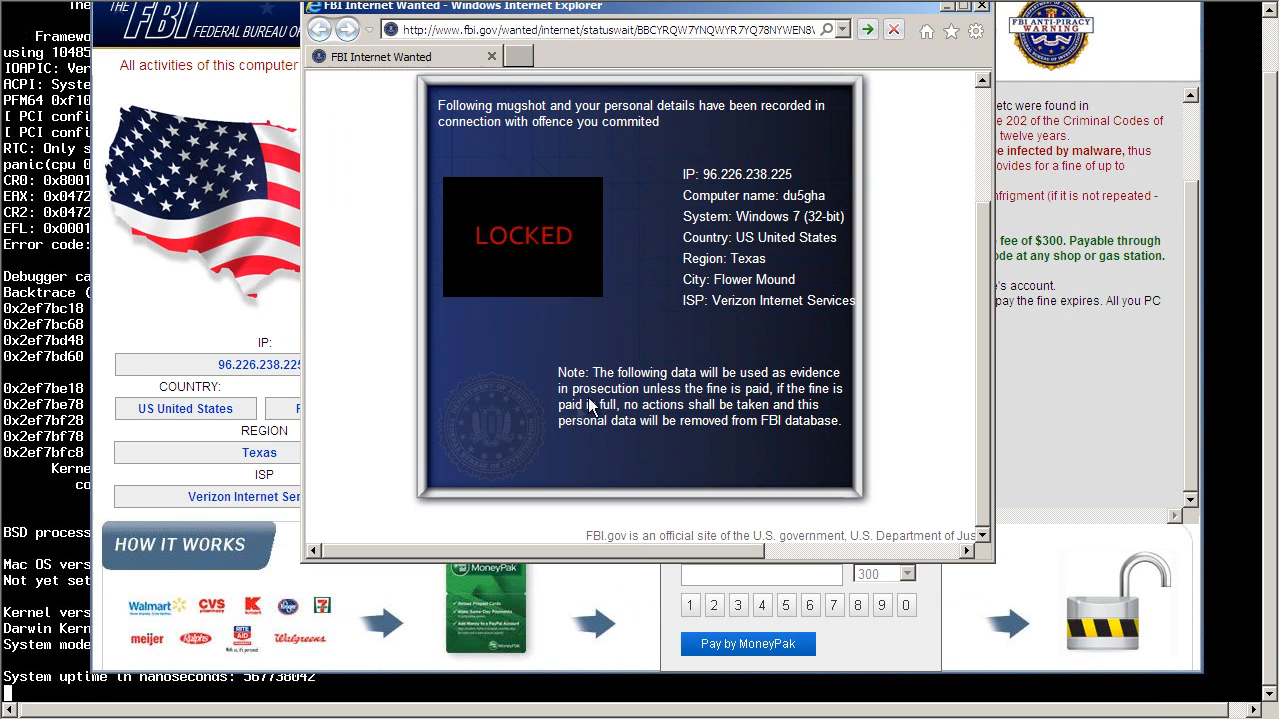 The
Framew
using 10485
IOAPIC: Ver
ACPI: Syste
PFM64 0xf10
[ PCI confi
[ PCI confi
RTC: Only s
panic(cpu 0
CR0: 0x8001
EAX: 0x0472
CR2: 0x0472
EFL: 0x0001
Error code:
Debugger ca
Backtrace (
0x2ef7bc18
0x2ef7bc68
0x2ef7bd48
0x2ef7bd60
0x2ef7be18
0x2ef7be78
0x2ef7bf28
0x2ef7bf78
0x2ef7bfc8
Kerne
co
BSD process
Mac OS vers
Not yet set
Kernel vers
Darwin Kern
System mode
System uptime in nanoseconds: 567738042
THE
FBI FEDERAL BUREAU O
All activities of this computer
IP:
96.226.238.225
COUNTRY:
US United States
REGION
Texas
ISP
Verizon Internet Ser
HOW IT WORKS
Walmart CVS K Kroger
meijer Ralphs RITE AID Walgreens
FBI Internet Wanted - Windows Internet Explorer
FBI Internet Wanted
Following mugshot and your personal details have been recorded in
connection with offence you commited
LOCKED
IP: 96.226.238.225
Computer name: du5gha
System: Windows 7 (32-bit)
Country: US United States
Region: Texas
City: Flower Mound
ISP: Verizon Internet Services
Note: The following data will be used as evidence
in prosecution unless the fine is paid, if the fine is
paid in full, no actions shall be taken and this
personal data will be removed from FBI database.
FBI.gov is an official site of the U.S. government, U.S. Department of Jus
MoneyPak
300
1 2 3 4 5 6 7 8 9 0
Pay by MoneyPak
FBI ANTI-PIRACY
WARNING
etc were found in
e 202 of the Criminal Codes of
twelve years.
e infected by malware, thus
ovides for a fine of up to
nfrigment (if it is not repeated -
fee of $300. Payable through
ode at any shop or gas station.
e's account.
pay the fine expires. All you PC